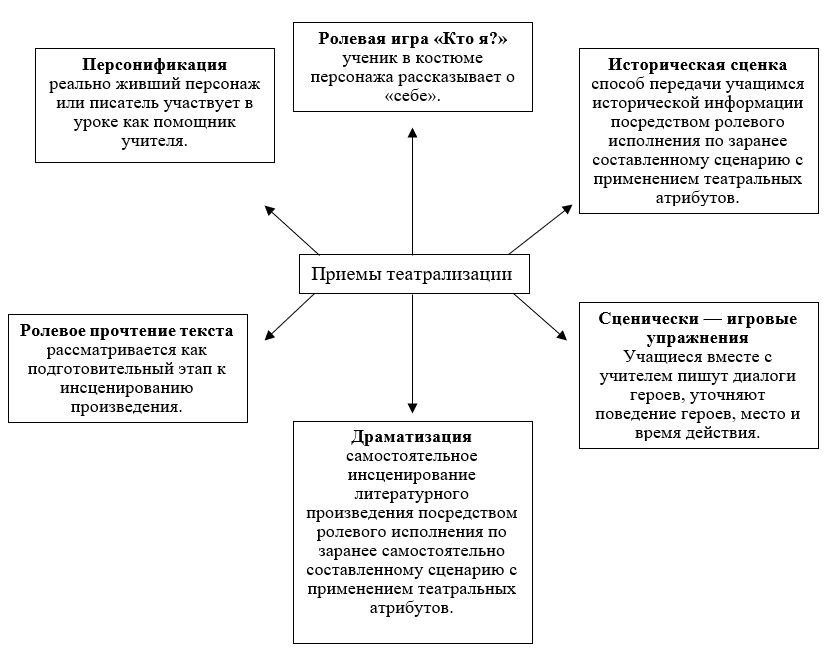 Персонификация
реально живший персонаж
или писатель участвует в
уроке как помощник
учителя.
Ролевая игра «Кто я?»
ученик в костюме
персонажа рассказывает о
«себе».
Историческая сценка
способ передачи учащимся
исторической информации
посредством ролевого
исполнения по заранее
составленному сценарию с
применением театральных
атрибутов.
Приемы театрализации
Ролевое прочтение текста
рассматривается как
подготовительный этап к
инсценированию
произведения.
Сценически — игровые
упражнения
Учащиеся вместе с
учителем пишут диалоги
героев, уточняют
поведение героев, место и
время действия.
Драматизация
самостоятельное
инсценирование
литературного
произведения посредством
ролевого исполнения по
заранее самостоятельно
составленному сценарию с
применением театральных
атрибутов.